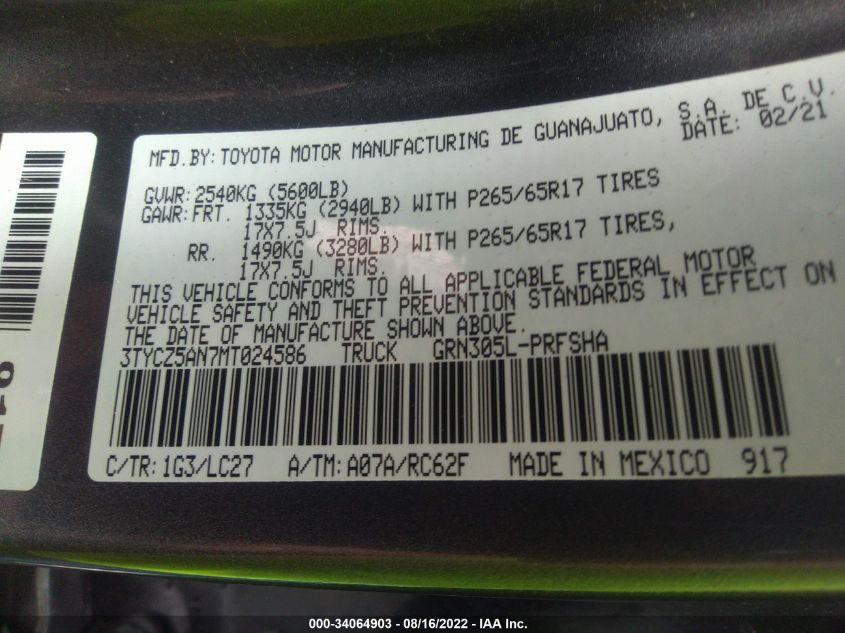 MFD. BY: TOYOTA MOTOR MANUFACTURING DE GUANAJUATO, S.A. DE C.V.
DATE: 02/21
GVWR: 2540KG (5600LB)
GAWR: FRT. 1335KG (2940LB) WITH P265/65R17 TIRES
17X7.5J RIMS.
RR. 1490KG (3280LB) WITH P265/65R17 TIRES,
17X7.5J RIMS.
THIS VEHICLE CONFORMS TO ALL APPLICABLE FEDERAL MOTOR
VEHICLE SAFETY AND THEFT PREVENTION STANDARDS IN EFFECT ON
THE DATE OF MANUFACTURE SHOWN ABOVE.
3TYCZ5AN7MT024586 TRUCK GRN305L-PRFSHA
C/TR: 1G3/LC27 A/TM: A07A/RC62F MADE IN MEXICO 917
000-34064903 - 08/16/2022 - IAA Inc.